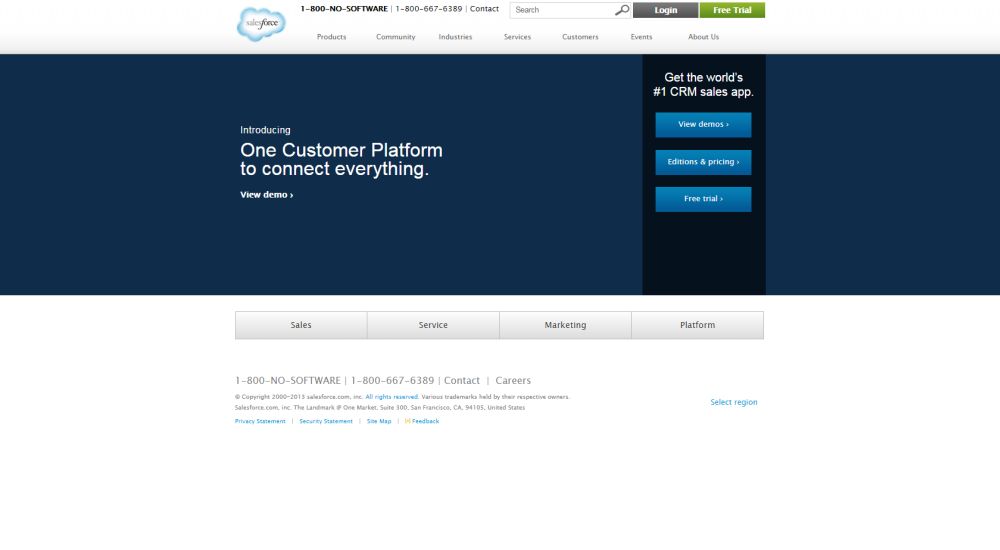 salesforce
1-800-NO-SOFTWARE | 1-800-667-6389 | Contact
Search
Login
Free Trial
Products Community Industries Services Customers Events About Us
Introducing
One Customer Platform
to connect everything.
View demo ›
Get the world's
#1 CRM sales app.
View demos ›
Editions & pricing ›
Free trial ›
Sales Service Marketing Platform
1-800-NO-SOFTWARE | 1-800-667-6389 | Contact | Careers
© Copyright 2000-2013 salesforce.com, inc. All rights reserved. Various trademarks held by their respective owners.
Salesforce.com, inc. The Landmark @ One Market, Suite 300, San Francisco, CA, 94105, United States
Select region
Privacy Statement | Security Statement | Site Map | [+] Feedback